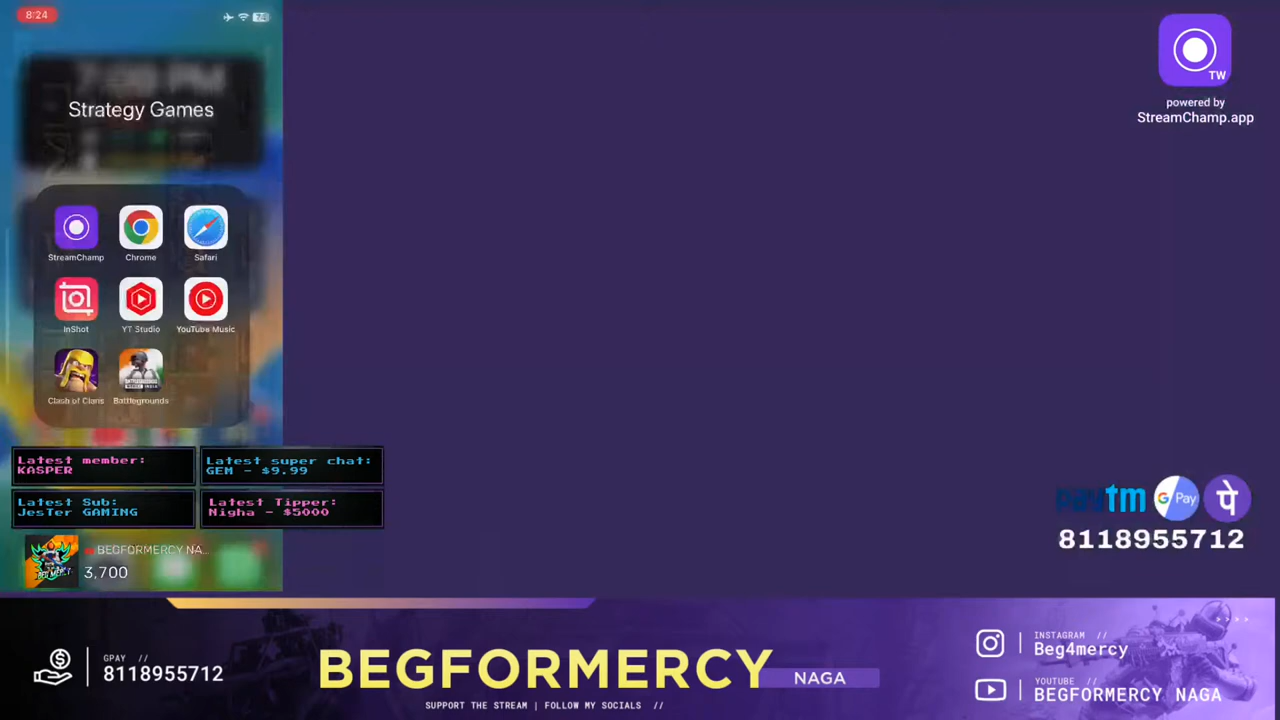 8:24
74
Strategy Games
StreamChamp
Chrome
Safari
InShot
YT Studio
YouTube Music
Clash of Clans
Battlegrounds
Latest member:
KASPER
Latest super chat:
GEM - $9.99
Latest Sub:
JesTer GAMING
Latest Tipper:
Nigha - $5000
BEGFORMERCY NA...
3,700
TW
powered by
StreamChamp.app
paytm
G Pay
पे
8118955712
GPAY //
8118955712
BEGFORMERCY
NAGA
SUPPORT THE STREAM | FOLLOW MY SOCIALS //
>>>>
INSTAGRAM //
Beg4mercy
YOUTUBE //
BEGFORMERCY NAGA